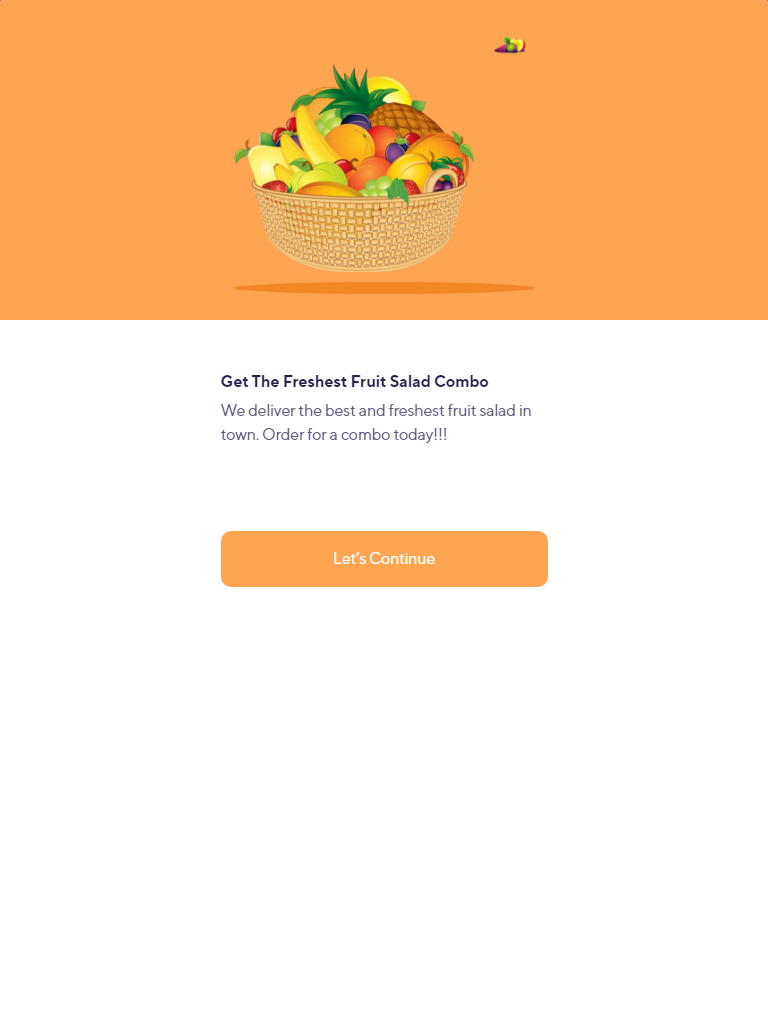 Get The Freshest Fruit Salad Combo
We deliver the best and freshest fruit salad in
town. Order for a combo today!!!
Let’s Continue